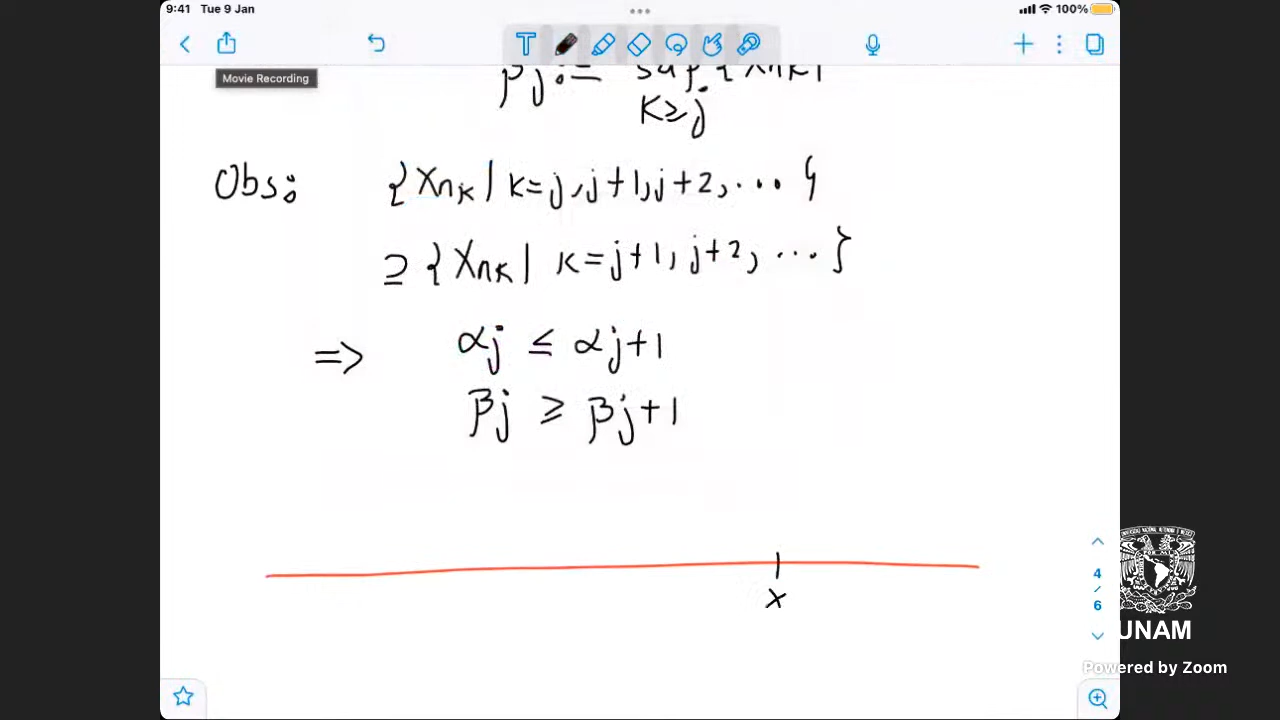 9:41 Tue 9 Jan 100%
T
Movie Recording
βj := sup {Xnk}
k≥j
Obs: {Xnk | k=j, j+1, j+2, ... }
⊇ {Xnk | k=j+1, j+2, ... }
=> αj ≤ αj+1
βj ≥ βj+1
x
4
6
UNAM
Powered by Zoom